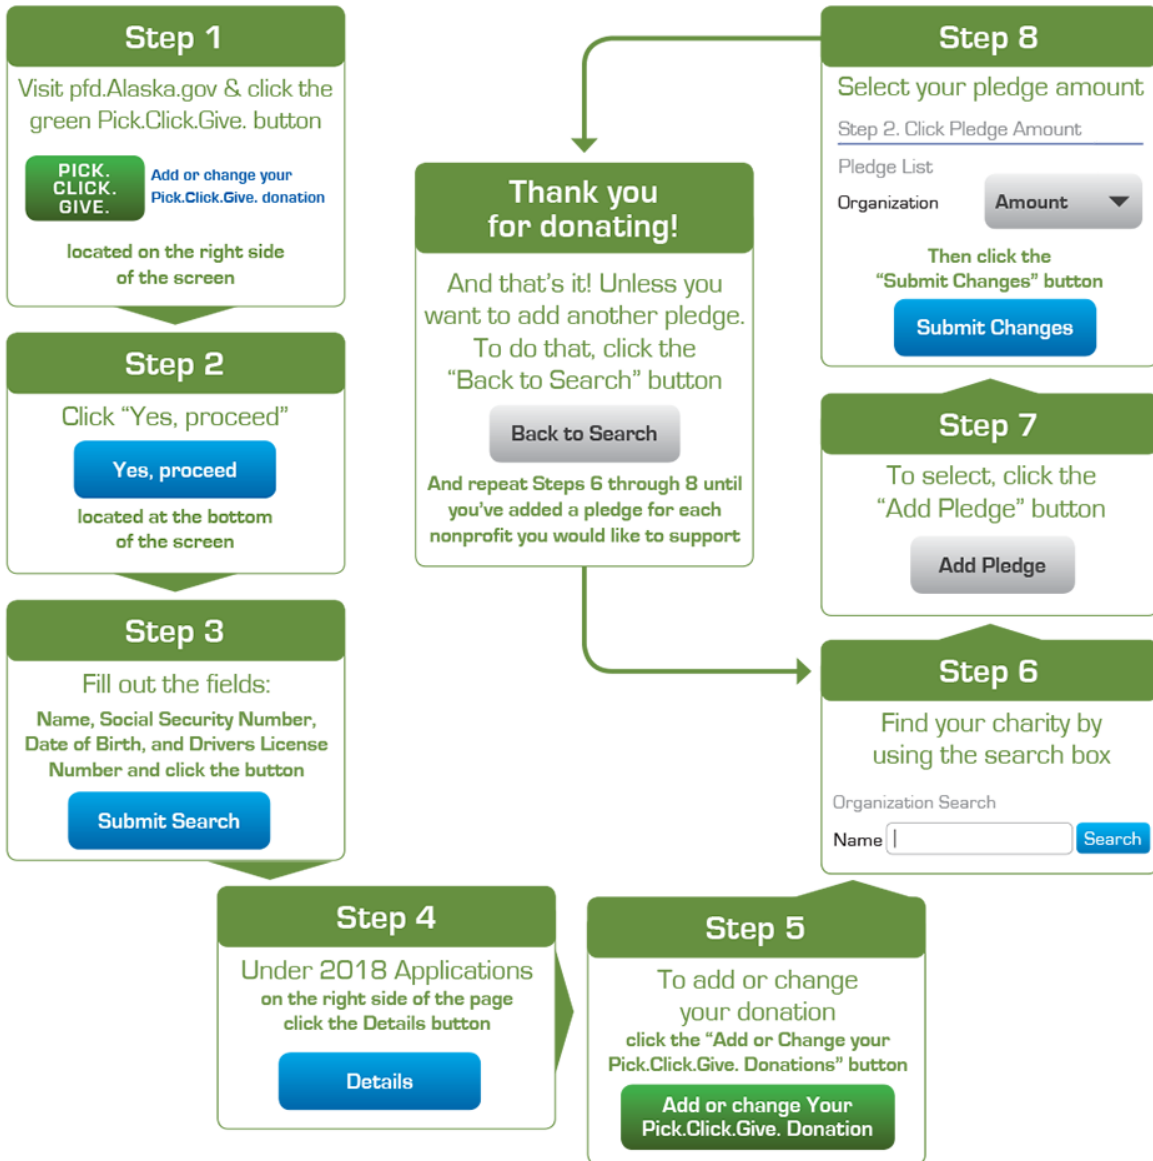 Step 1
Visit pfd.Alaska.gov & click the
green Pick.Click.Give. button
PICK.
CLICK.
GIVE.
Add or change your
Pick.Click.Give. donation
located on the right side
of the screen
Step 2
Click “Yes, proceed”
Yes, proceed
located at the bottom
of the screen
Step 3
Fill out the fields:
Name, Social Security Number,
Date of Birth, and Drivers License
Number and click the button
Submit Search
Step 4
Under 2018 Applications
on the right side of the page
click the Details button
Details
Step 5
To add or change
your donation
click the “Add or Change your
Pick.Click.Give. Donations” button
Add or change Your
Pick.Click.Give. Donation
Step 6
Find your charity by
using the search box
Organization Search
Name
Search
Step 7
To select, click the
“Add Pledge” button
Add Pledge
Step 8
Select your pledge amount
Step 2. Click Pledge Amount
Pledge List
Organization
Amount
Then click the
“Submit Changes” button
Submit Changes
Thank you
for donating!
And that’s it! Unless you
want to add another pledge.
To do that, click the
“Back to Search” button
Back to Search
And repeat Steps 6 through 8 until
you’ve added a pledge for each
nonprofit you would like to support